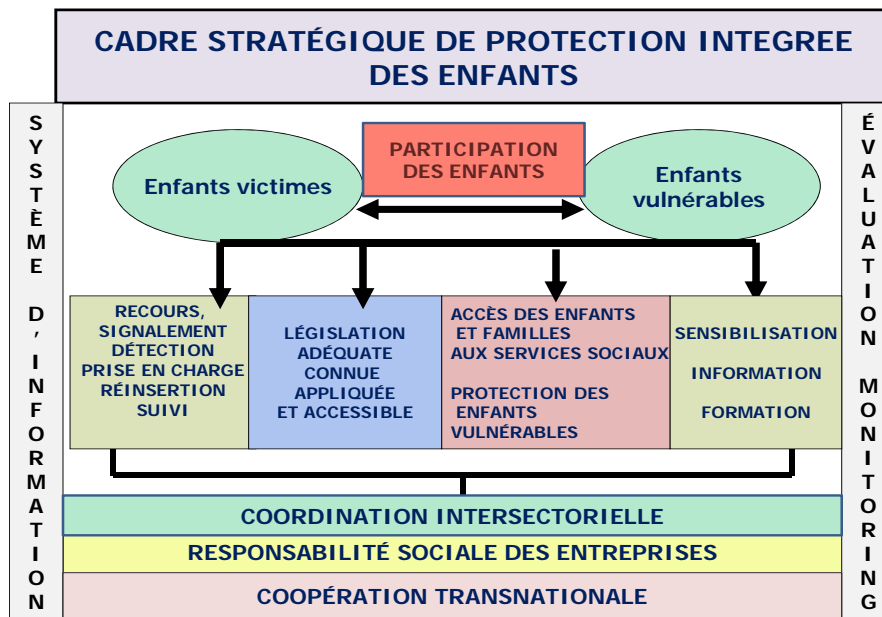 CADRE STRATÉGIQUE DE PROTECTION INTEGREE
DES ENFANTS
SYSTÈME D'INFORMATION
Enfants victimes
PARTICIPATION
DES ENFANTS
Enfants
vulnérables
RECOURS,
SIGNALEMENT
DÉTECTION
PRISE EN CHARGE
RÉINSERTION
SUIVI
LÉGISLATION
ADÉQUATE
CONNUE
APPLIQUÉE
ET ACCESSIBLE
ACCÈS DES ENFANTS
ET FAMILLES
AUX SERVICES SOCIAUX
PROTECTION DES
ENFANTS
VULNÉRABLES
SENSIBILISATION
INFORMATION
FORMATION
COORDINATION INTERSECTORIELLE
RESPONSABILITÉ SOCIALE DES ENTREPRISES
COOPÉRATION TRANSNATIONALE
ÉVALUATION MONITORING